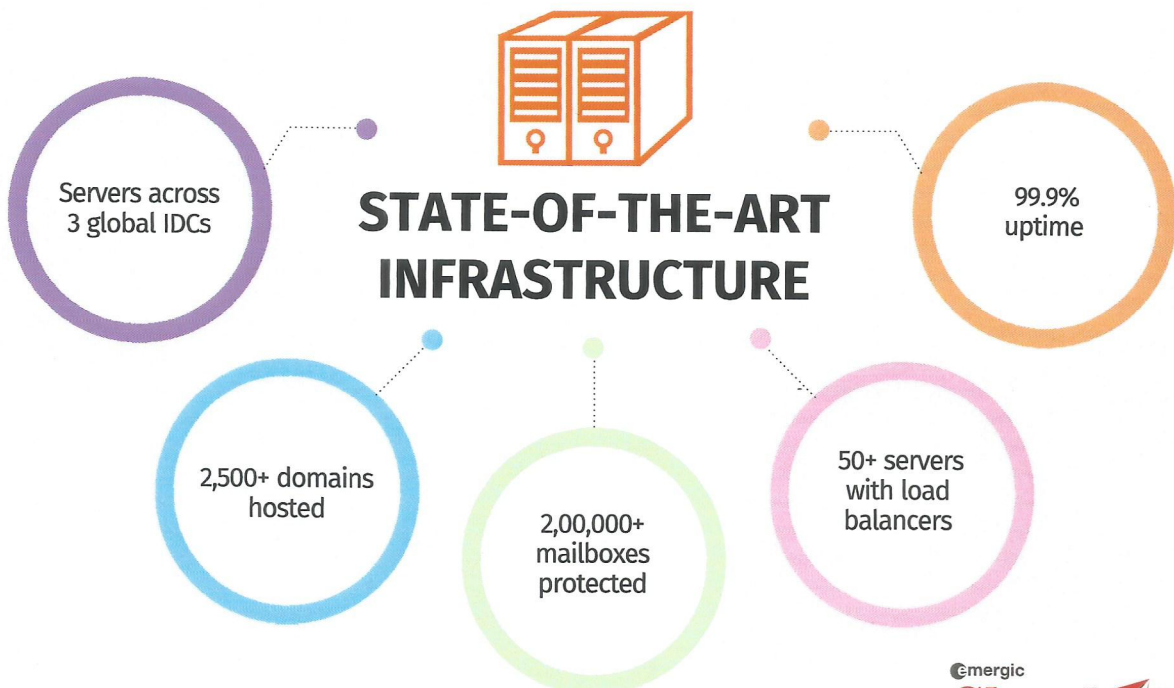 STATE-OF-THE-ART
INFRASTRUCTURE
Servers across
3 global IDCs
2,500+ domains
hosted
2,00,000+
mailboxes
protected
50+ servers
with load
balancers
99.9%
uptime
emergic